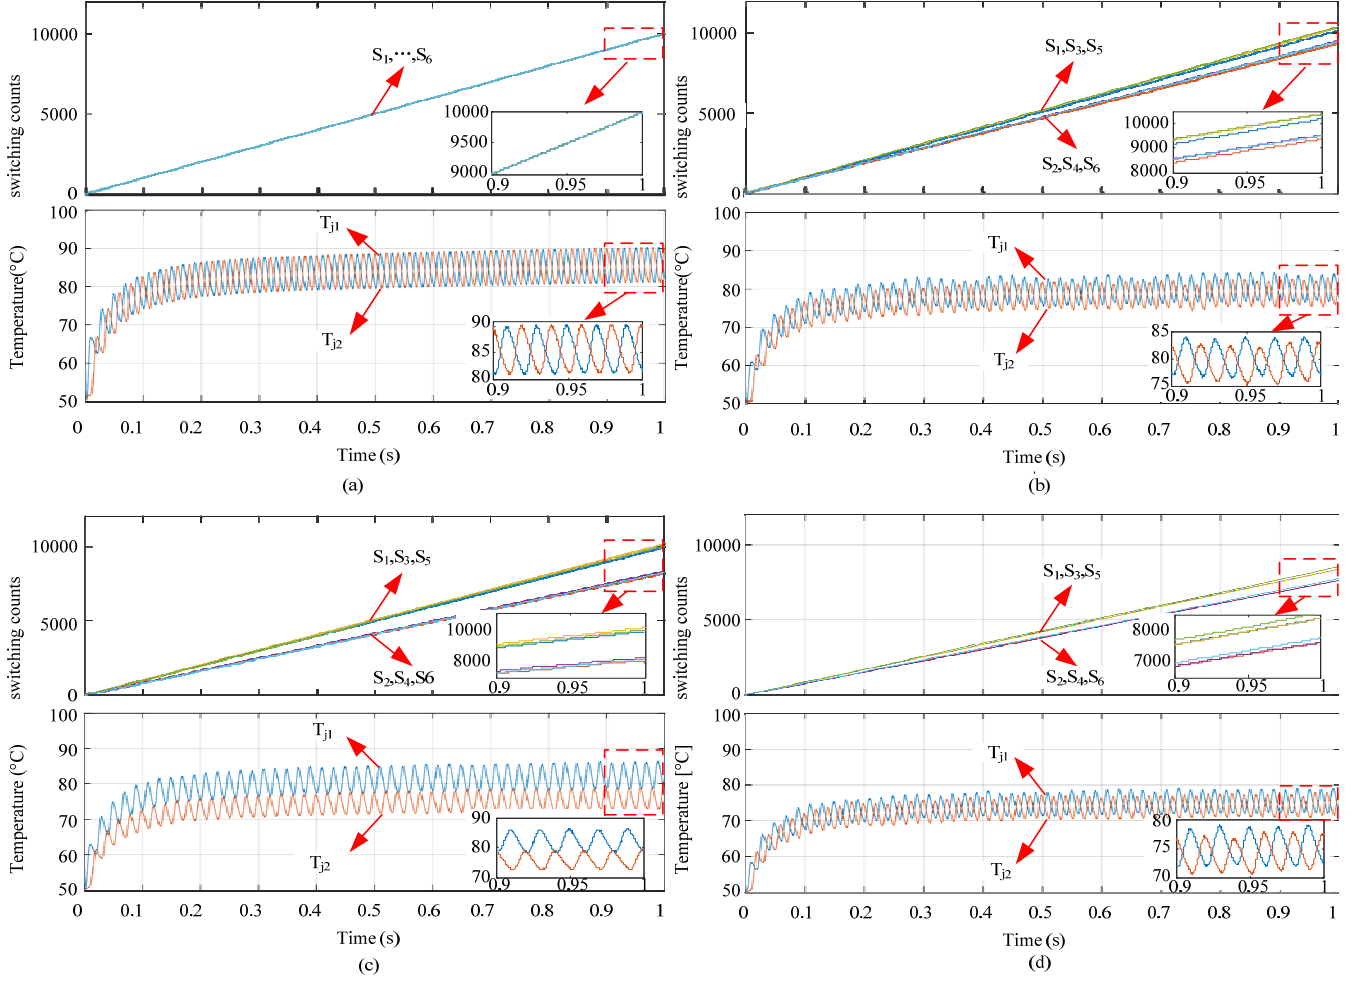 10000
5000
0
switching counts
S1,···,S6
10000
9500
9000
0.9 0.95 1
100
90
80
70
60
50
Temperature(°C)
Tj1
Tj2
90
85
80
0.9 0.95 1
0 0.1 0.2 0.3 0.4 0.5 0.6 0.7 0.8 0.9 1
Time (s)
(a)
10000
5000
0
switching counts
S1,S3,S5
S2,S4,S6
10000
9000
8000
0.9 0.95 1
100
90
80
70
60
50
Temperature(°C)
Tj1
Tj2
85
80
75
0.9 0.95 1
0 0.1 0.2 0.3 0.4 0.5 0.6 0.7 0.8 0.9 1
Time (s)
(b)
10000
5000
0
switching counts
S1,S3,S5
S2,S4,S6
10000
8000
0.9 0.95 1
100
90
80
70
60
50
Temperature (°C)
Tj1
Tj2
90
80
70
0.9 0.95 1
0 0.1 0.2 0.3 0.4 0.5 0.6 0.7 0.8 0.9 1
Time (s)
(c)
10000
5000
0
switching counts
S1,S3,S5
S2,S4,S6
8000
7000
0.9 0.95 1
100
90
80
70
60
50
Temperature [°C]
Tj1
Tj2
80
75
70
0.9 0.95 1
0 0.1 0.2 0.3 0.4 0.5 0.6 0.7 0.8 0.9 1
Time (s)
(d)